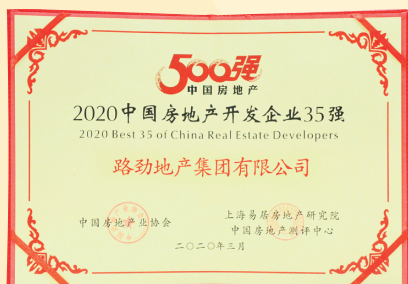 500强
中国房地产
2020中国房地产开发企业35强
2020 Best 35 of China Real Estate Developers
路劲地产集团有限公司
中国房地产业协会
上海易居房地产研究院
中国房地产测评中心
二〇二〇年三月